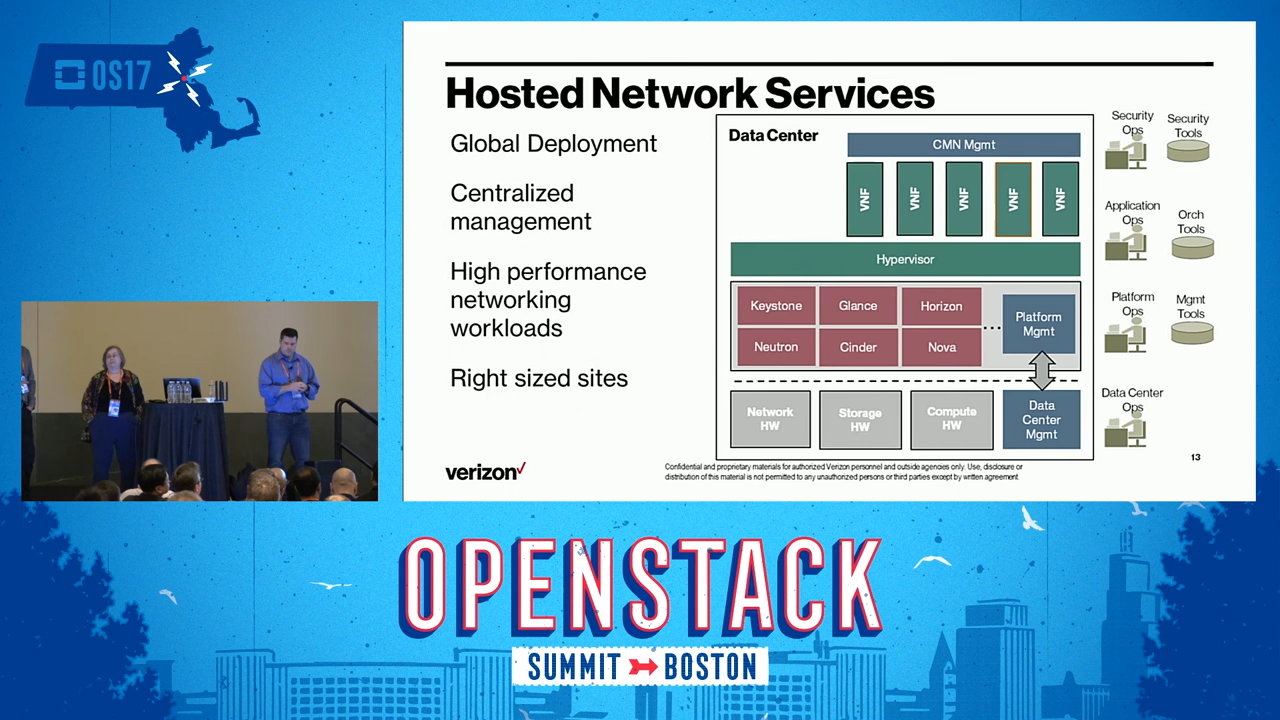 OS17
Hosted Network Services
Global Deployment
Centralized
management
High performance
networking
workloads
Right sized sites
Data Center
CMN Mgmt
VNF
VNF
VNF
VNF
VNF
Hypervisor
Keystone
Glance
Horizon
Neutron
Cinder
Nova
...
Platform
Mgmt
Network
HW
Storage
HW
Compute
HW
Data
Center
Mgmt
Security
Ops
Security
Tools
Application
Ops
Orch
Tools
Platform
Ops
Mgmt
Tools
Data Center
Ops
verizon✓
Confidential and proprietary materials for authorized Verizon personnel and outside agencies only. Use, disclosure or
distribution of this material is not permitted to any unauthorized persons or third parties except by written agreement.
13
OPENSTACK
SUMMIT BOSTON